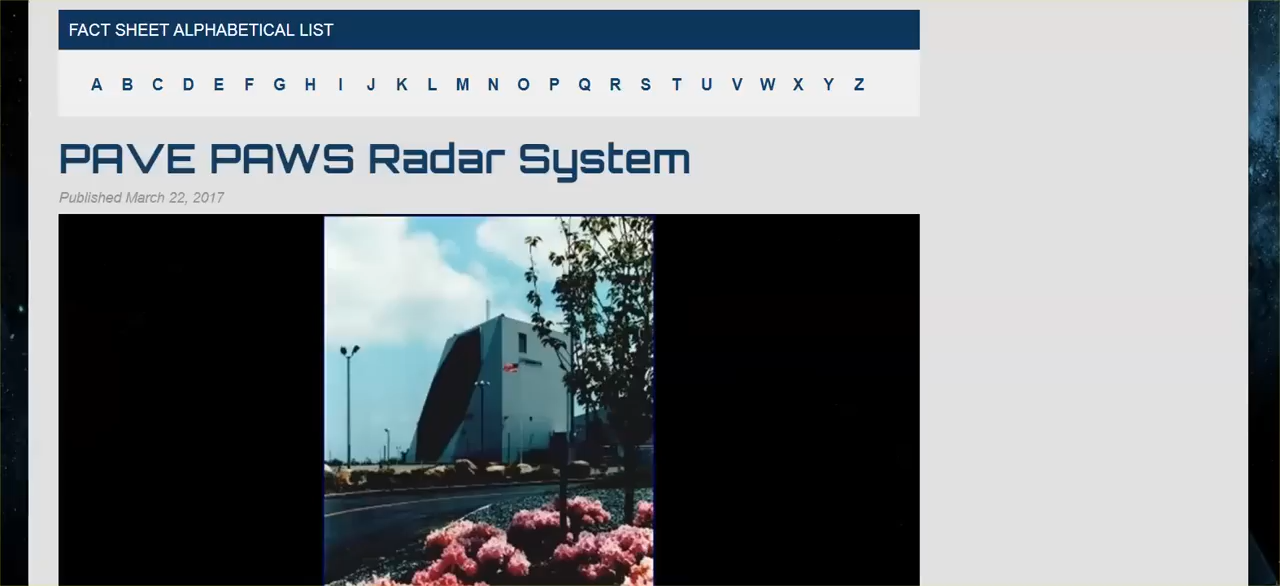 FACT SHEET ALPHABETICAL LIST
A B C D E F G H I J K L M N O P Q R S T U V W X Y Z
PAVE PAWS Radar System
Published March 22, 2017